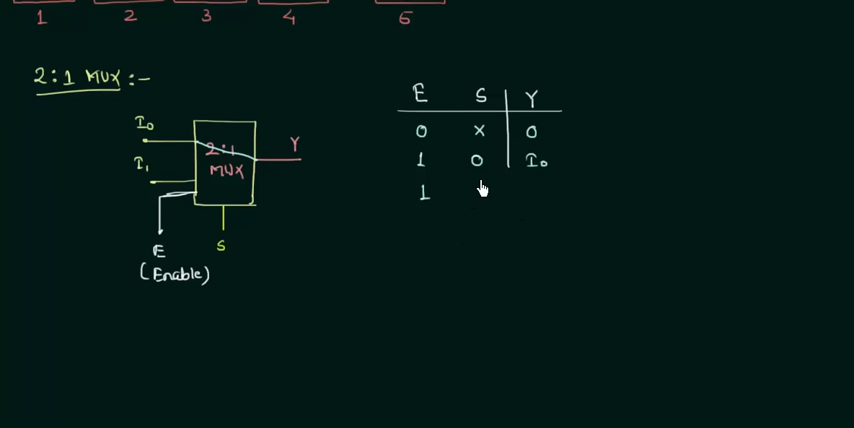 1 2 3 4 5
2:1 MUX :-
E S Y
I₀
0 X 0
2:1
Y
I₁
MUX
1 0 I₀
1
E
S
(Enable)